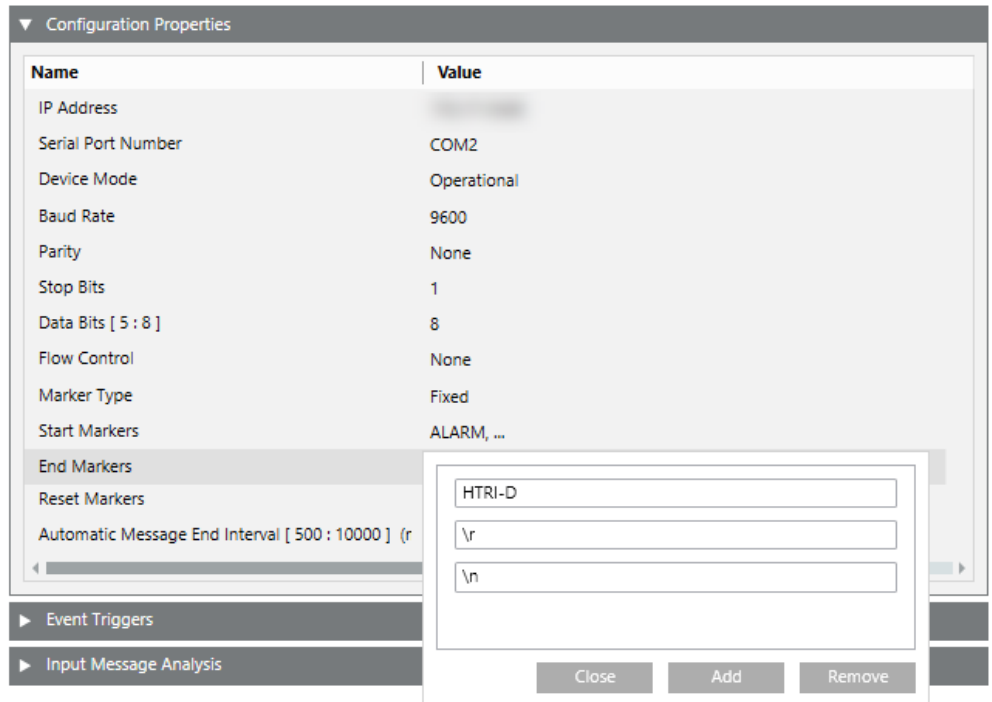 Configuration Properties
Name Value
IP Address
Serial Port Number COM2
Device Mode Operational
Baud Rate 9600
Parity None
Stop Bits 1
Data Bits [ 5 : 8 ] 8
Flow Control None
Marker Type Fixed
Start Markers ALARM, ...
End Markers
HTRI-D
Reset Markers
Automatic Message End Interval [ 500 : 10000 ] (r
\r
\n
Event Triggers
Input Message Analysis
Close Add Remove